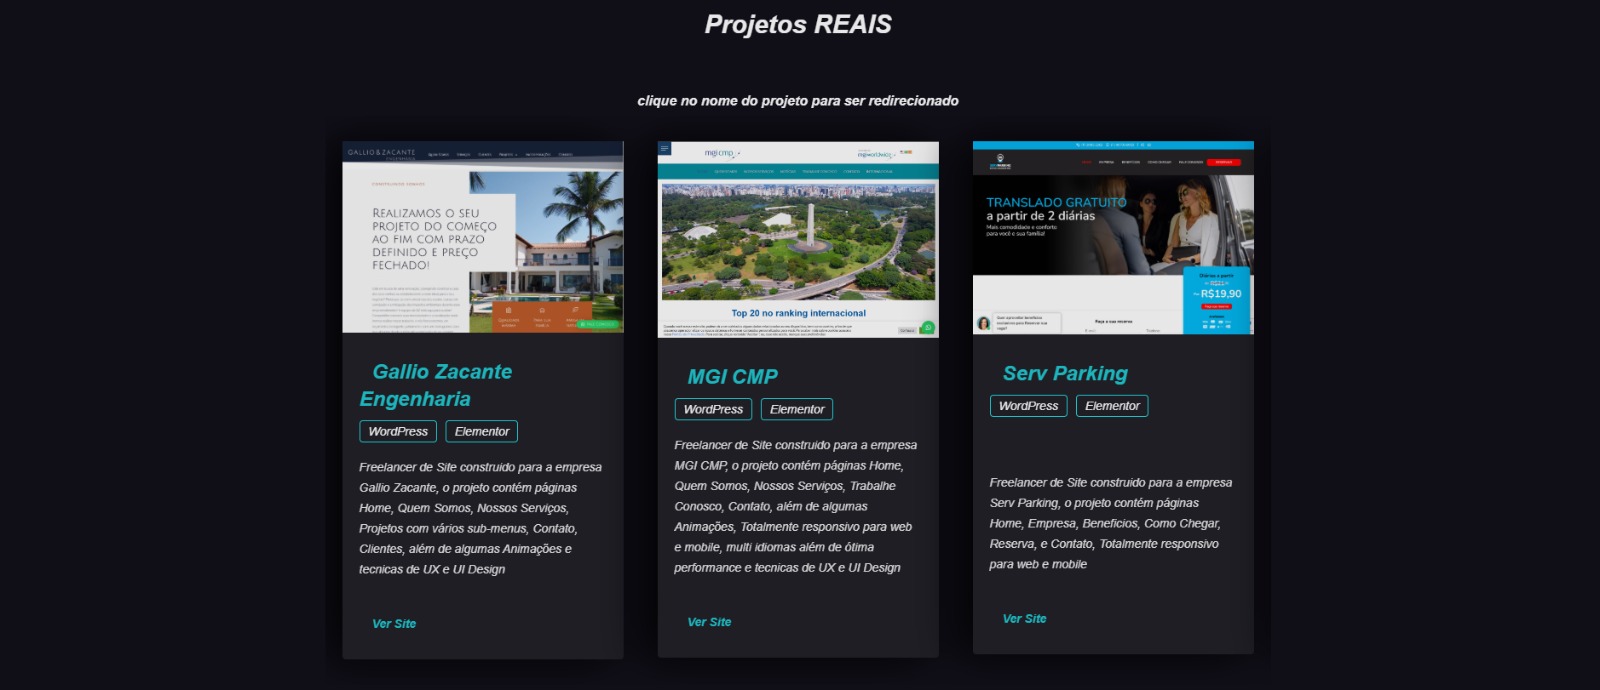 Projetos REAIS
clique no nome do projeto para ser redirecionado
GALLIO & ZACANTE
REALIZAMOS O SEU
PROJETO DO COMEÇO
AO FIM COM PRAZO
DEFINIDO E PREÇO
FECHADO!
Gallio Zacante
Engenharia
WordPress Elementor
Freelancer de Site construido para a empresa
Gallio Zacante, o projeto contém páginas
Home, Quem Somos, Nossos Serviços,
Projetos com vários sub-menus, Contato,
Clientes, além de algumas Animações e
tecnicas de UX e UI Design
Ver Site
mgicmp
mgiworldwide
Top 20 no ranking internacional
MGI CMP
WordPress Elementor
Freelancer de Site construido para a empresa
MGI CMP, o projeto contém páginas Home,
Quem Somos, Nossos Serviços, Trabalhe
Conosco, Contato, além de algumas
Animações, Totalmente responsivo para web
e mobile, multi idiomas além de ótima
performance e tecnicas de UX e UI Design
Ver Site
TRANSLADO GRATUITO
a partir de 2 diárias
Mais comodidade e conforto
para você e sua família!
Diárias a partir
R$19,90
Faça a sua reserva
Serv Parking
WordPress Elementor
Freelancer de Site construido para a empresa
Serv Parking, o projeto contém páginas
Home, Empresa, Beneficios, Como Chegar,
Reserva, e Contato, Totalmente responsivo
para web e mobile
Ver Site